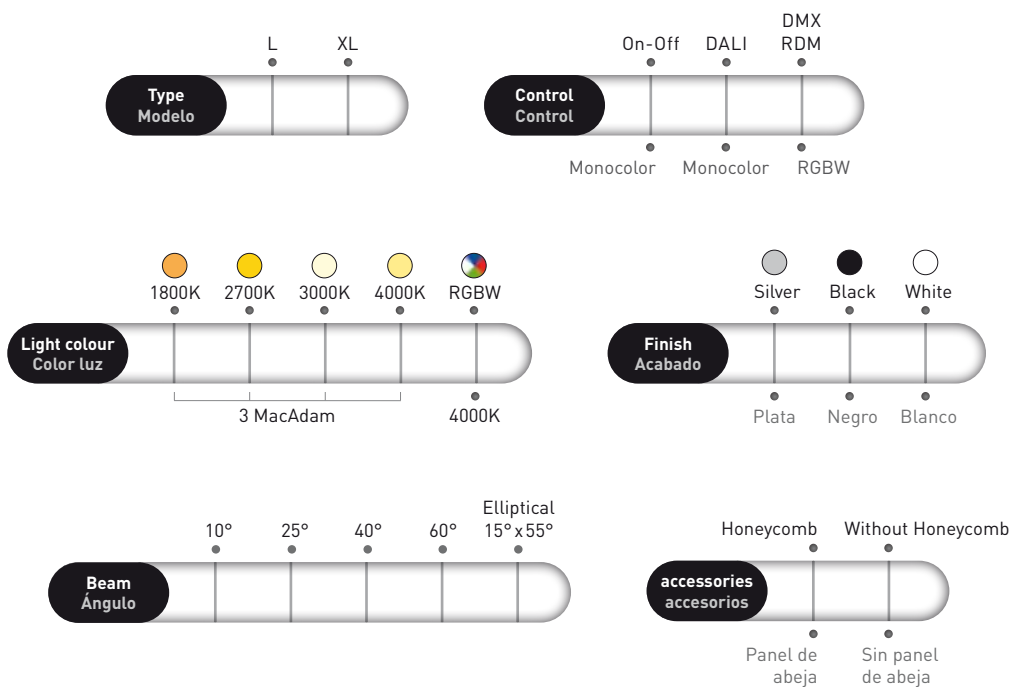 L XL
Type
Modelo
On-Off DALI DMX RDM
Control
Control
Monocolor Monocolor RGBW
1800K 2700K 3000K 4000K RGBW
Light colour
Color luz
3 MacAdam 4000K
Silver Black White
Finish
Acabado
Plata Negro Blanco
10° 25° 40° 60° Elliptical 15° x 55°
Beam
Ángulo
Honeycomb Without Honeycomb
accessories
accesorios
Panel de abeja
Sin panel de abeja